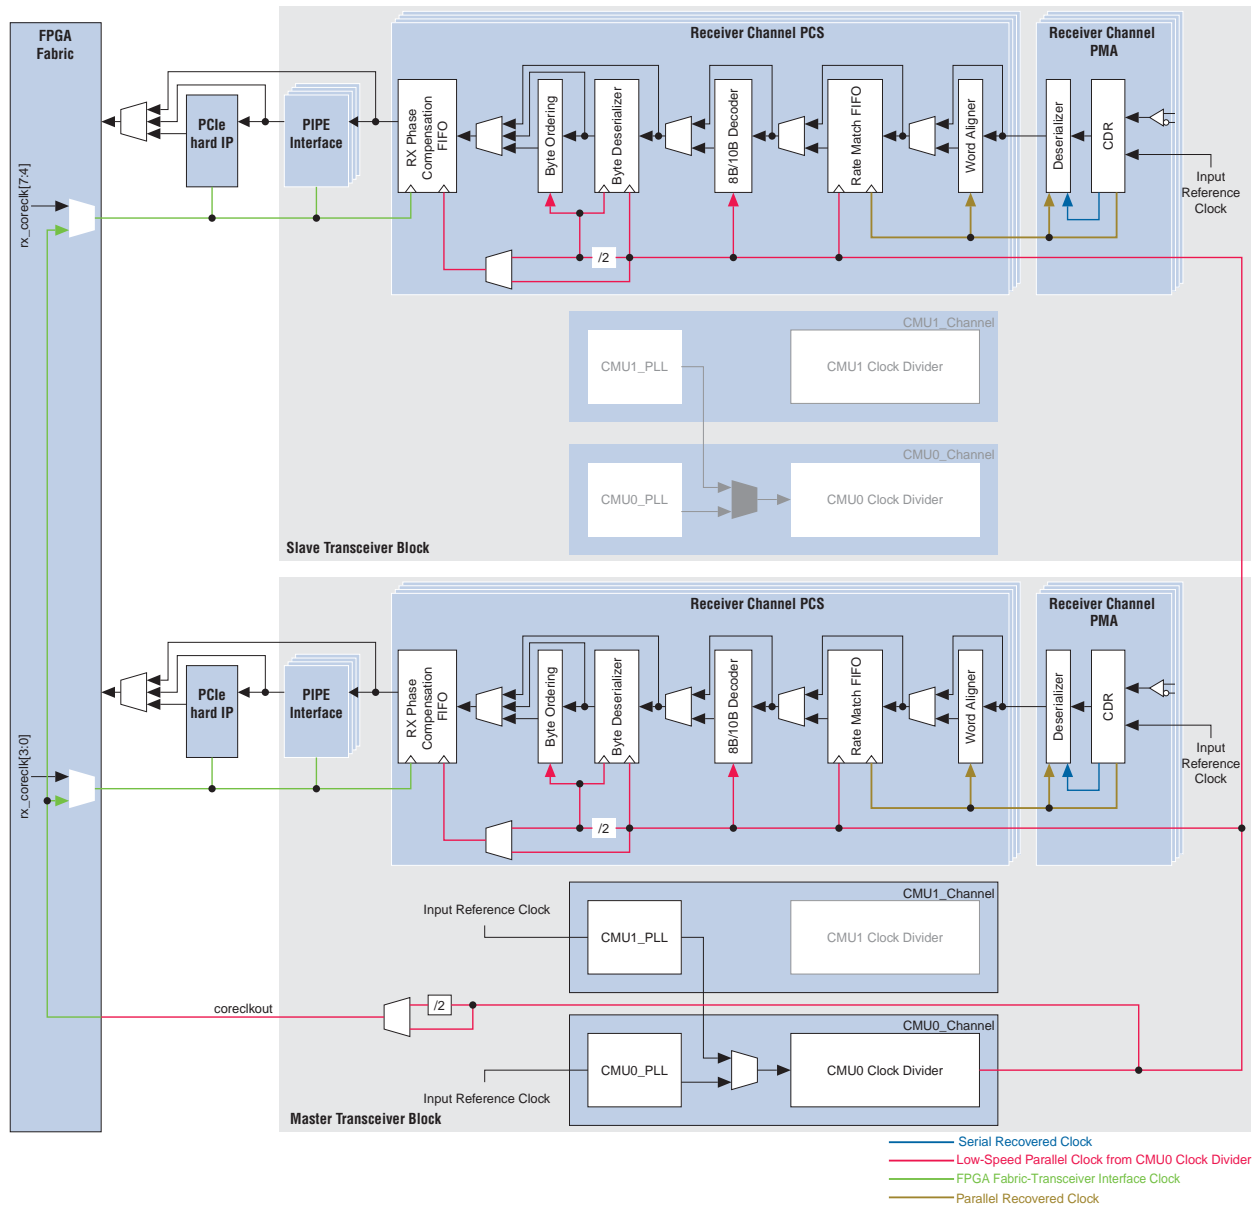 FPGA
Fabric
Receiver Channel PCS
Receiver Channel
PMA
PCIe
hard IP
PIPE
Interface
RX Phase
Compensation
FIFO
Byte Ordering
Byte Deserializer
8B/10B Decoder
Rate Match FIFO
Word Aligner
Deserializer
CDR
Input
Reference
Clock
rx_coreclk[7:4]
/2
CMU1_Channel
CMU1_PLL
CMU1 Clock Divider
CMU0_Channel
CMU0_PLL
CMU0 Clock Divider
Slave Transceiver Block
Receiver Channel PCS
Receiver Channel
PMA
PCIe
hard IP
PIPE
Interface
RX Phase
Compensation
FIFO
Byte Ordering
Byte Deserializer
8B/10B Decoder
Rate Match FIFO
Word Aligner
Deserializer
CDR
Input
Reference
Clock
rx_coreclk[3:0]
/2
CMU1_Channel
Input Reference Clock
CMU1_PLL
CMU1 Clock Divider
coreclkout
/2
CMU0_Channel
CMU0_PLL
CMU0 Clock Divider
Input Reference Clock
Master Transceiver Block
Serial Recovered Clock
Low-Speed Parallel Clock from CMU0 Clock Divider
FPGA Fabric-Transceiver Interface Clock
Parallel Recovered Clock